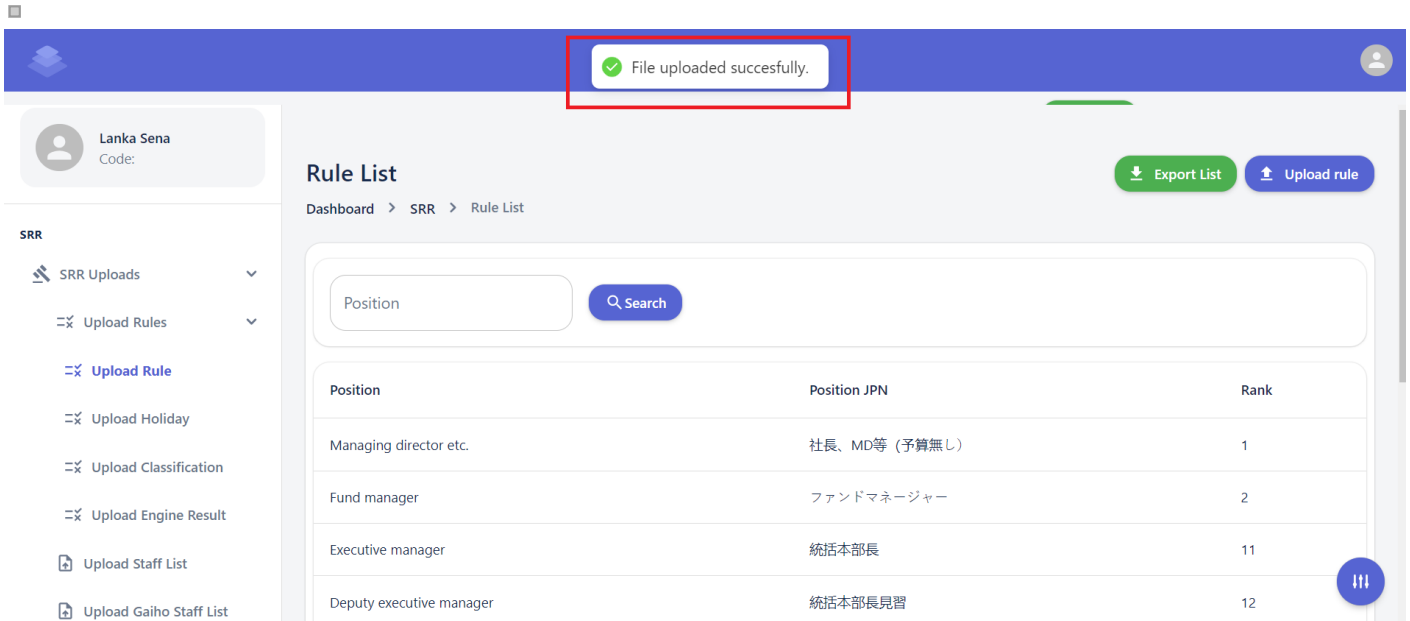 File uploaded succesfully.
Lanka Sena
Code:
SRR
SRR Uploads
Upload Rules
Upload Rule
Upload Holiday
Upload Classification
Upload Engine Result
Upload Staff List
Upload Gaiho Staff List
Rule List
Export List Upload rule
Dashboard > SRR > Rule List
Position Search
Position Position JPN Rank
Managing director etc. 社長、MD等（予算無し） 1
Fund manager ファンドマネージャー 2
Executive manager 統括本部長 11
Deputy executive manager 統括本部長見習 12